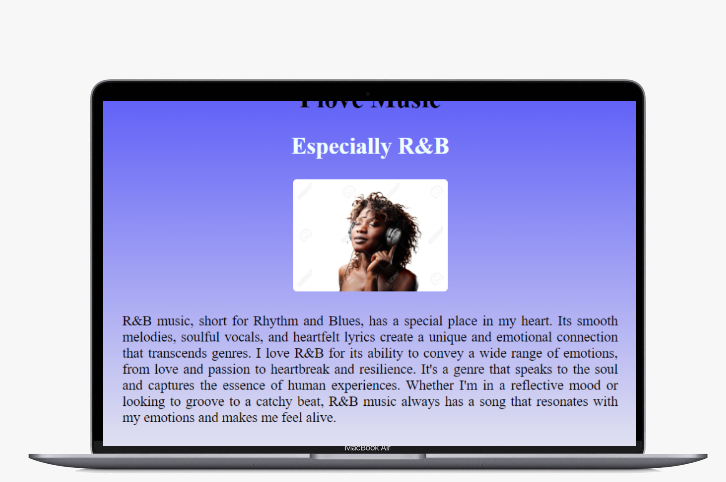 I love Music
Especially R&B
R&B music, short for Rhythm and Blues, has a special place in my heart. Its smooth
melodies, soulful vocals, and heartfelt lyrics create a unique and emotional connection
that transcends genres. I love R&B for its ability to convey a wide range of emotions,
from love and passion to heartbreak and resilience. It's a genre that speaks to the soul
and captures the essence of human experiences. Whether I'm in a reflective mood or
looking to groove to a catchy beat, R&B music always has a song that resonates with
my emotions and makes me feel alive.
MacBook Air